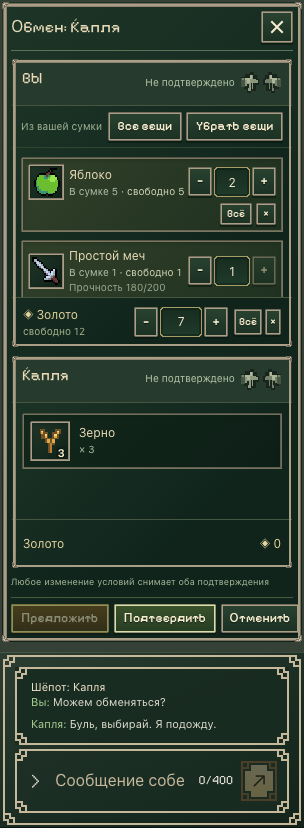 Обмен: Капля
×
ВЫ
Не подтверждено
Из вашей сумки
Все вещи
Убрать вещи
Яблоко
В сумке 5 · свободно 5
-
2
+
Всё
×
Простой меч
В сумке 1 · свободно 1
Прочность 180/200
-
1
+
Золото
свободно 12
-
7
+
Всё
×
Капля
Не подтверждено
3
Зерно
× 3
Золото
0
Любое изменение условий снимает оба подтверждения
Предложить
Подтвердить
Отменить
Шёпот: Капля
Вы: Можем обменяться?
Капля: Буль, выбирай. Я подожду.
Сообщение собе
0/400